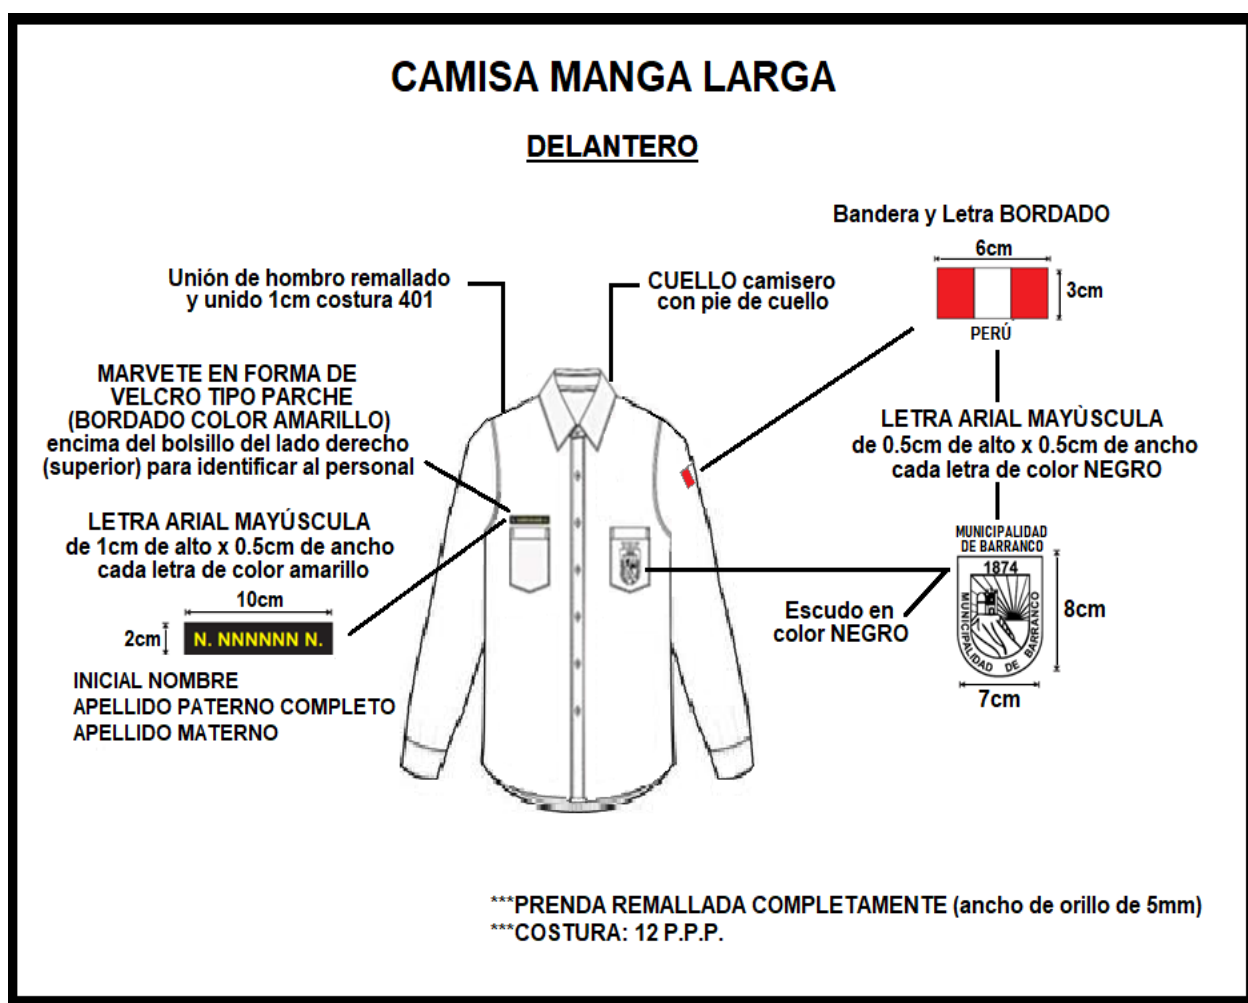 CAMISA MANGA LARGA
DELANTERO
Bandera y Letra BORDADO
6cm
3cm
PERÚ
Unión de hombro remallado
y unido 1cm costura 401
CUELLO camisero
con pie de cuello
MARVETE EN FORMA DE
VELCRO TIPO PARCHE
(BORDADO COLOR AMARILLO)
encima del bolsillo del lado derecho
(superior) para identificar al personal
LETRA ARIAL MAYÙSCULA
de 0.5cm de alto x 0.5cm de ancho
cada letra de color NEGRO
LETRA ARIAL MAYÚSCULA
de 1cm de alto x 0.5cm de ancho
cada letra de color amarillo
10cm
2cm
N. NNNNNN N.
INICIAL NOMBRE
APELLIDO PATERNO COMPLETO
APELLIDO MATERNO
MUNICIPALIDAD
DE BARRANCO
1874
MUNICIPALIDAD DE BARRANCO
8cm
7cm
Escudo en
color NEGRO
***PRENDA REMALLADA COMPLETAMENTE (ancho de orillo de 5mm)
***COSTURA: 12 P.P.P.